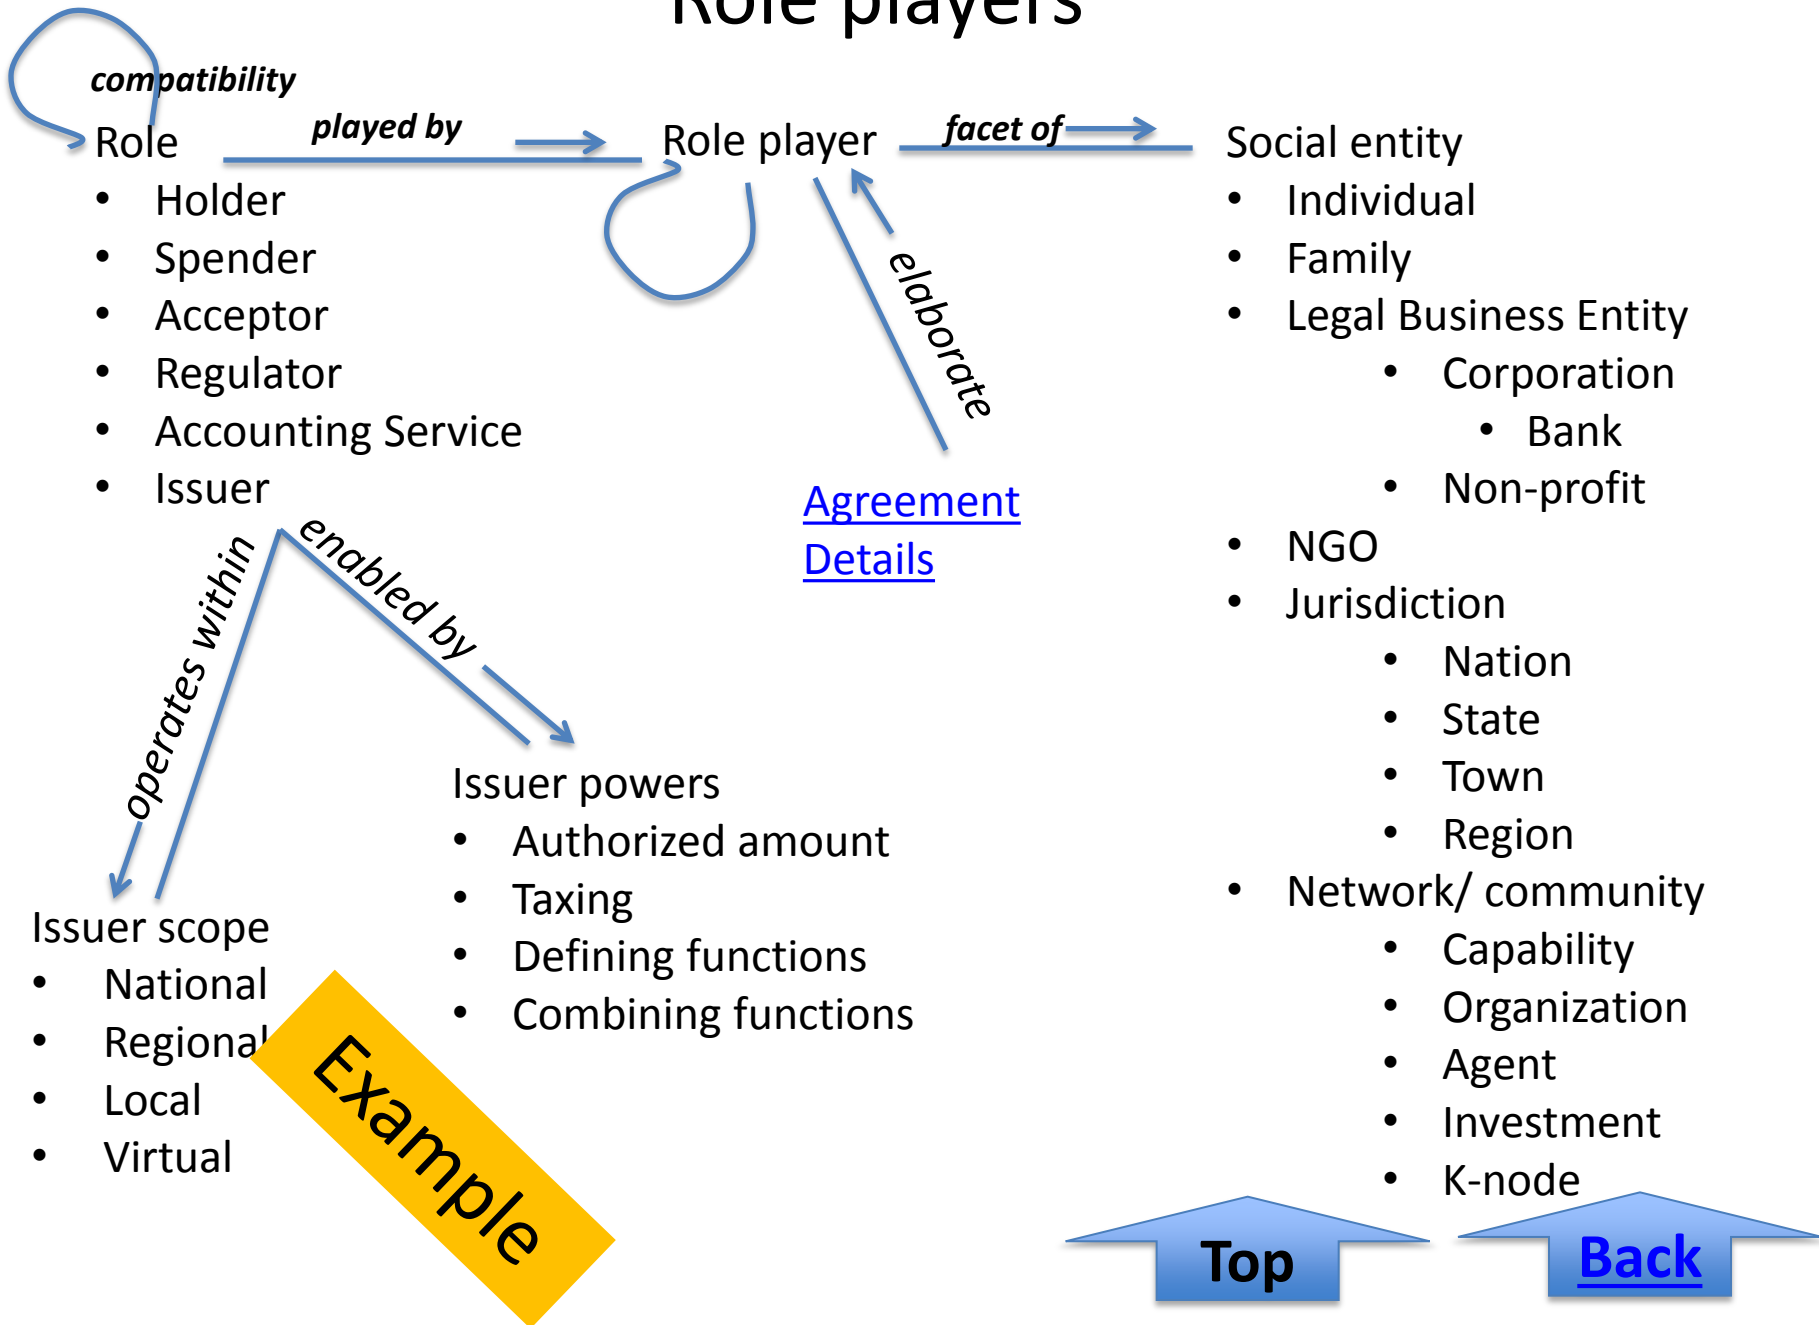 Role players
compatibility
Role
played by
Role player
facet of
Social entity
• Holder
• Spender
• Acceptor
• Regulator
• Accounting Service
• Issuer
elaborate
Agreement
Details
operates within
enabled by
Issuer scope
• National
• Regional
• Local
• Virtual
Issuer powers
• Authorized amount
• Taxing
• Defining functions
• Combining functions
Example
• Individual
• Family
• Legal Business Entity
• Corporation
• Bank
• Non-profit
• NGO
• Jurisdiction
• Nation
• State
• Town
• Region
• Network/ community
• Capability
• Organization
• Agent
• Investment
• K-node
Top
Back